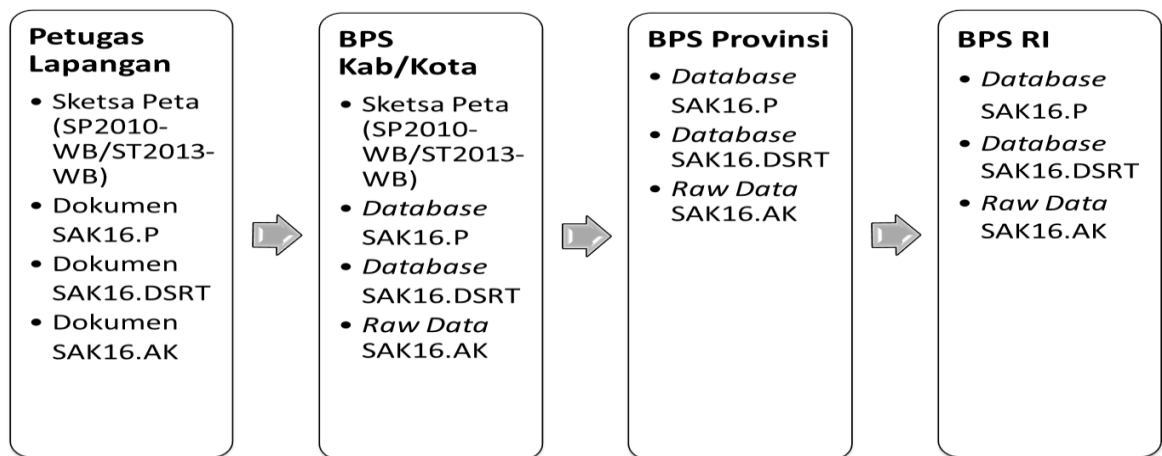 Petugas
Lapangan
• Sketsa Peta
(SP2010-
WB/ST2013-
WB)
• Dokumen
SAK16.P
• Dokumen
SAK16.DSRT
• Dokumen
SAK16.AK
BPS
Kab/Kota
• Sketsa Peta
(SP2010-
WB/ST2013-
WB)
• Database
SAK16.P
• Database
SAK16.DSRT
• Raw Data
SAK16.AK
BPS Provinsi
• Database
SAK16.P
• Database
SAK16.DSRT
• Raw Data
SAK16.AK
BPS RI
• Database
SAK16.P
• Database
SAK16.DSRT
• Raw Data
SAK16.AK